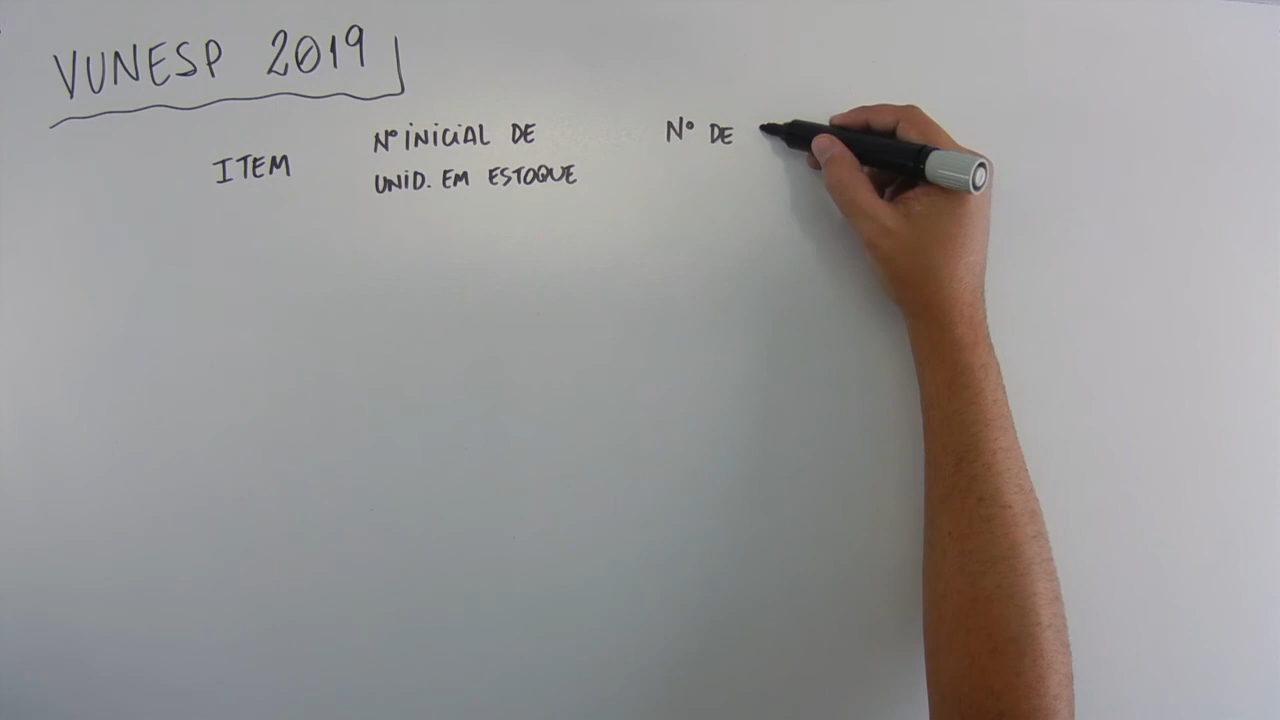 VUNESP 2019
ITEM
Nº INICIAL DE
UNID. EM ESTOQUE
Nº DE